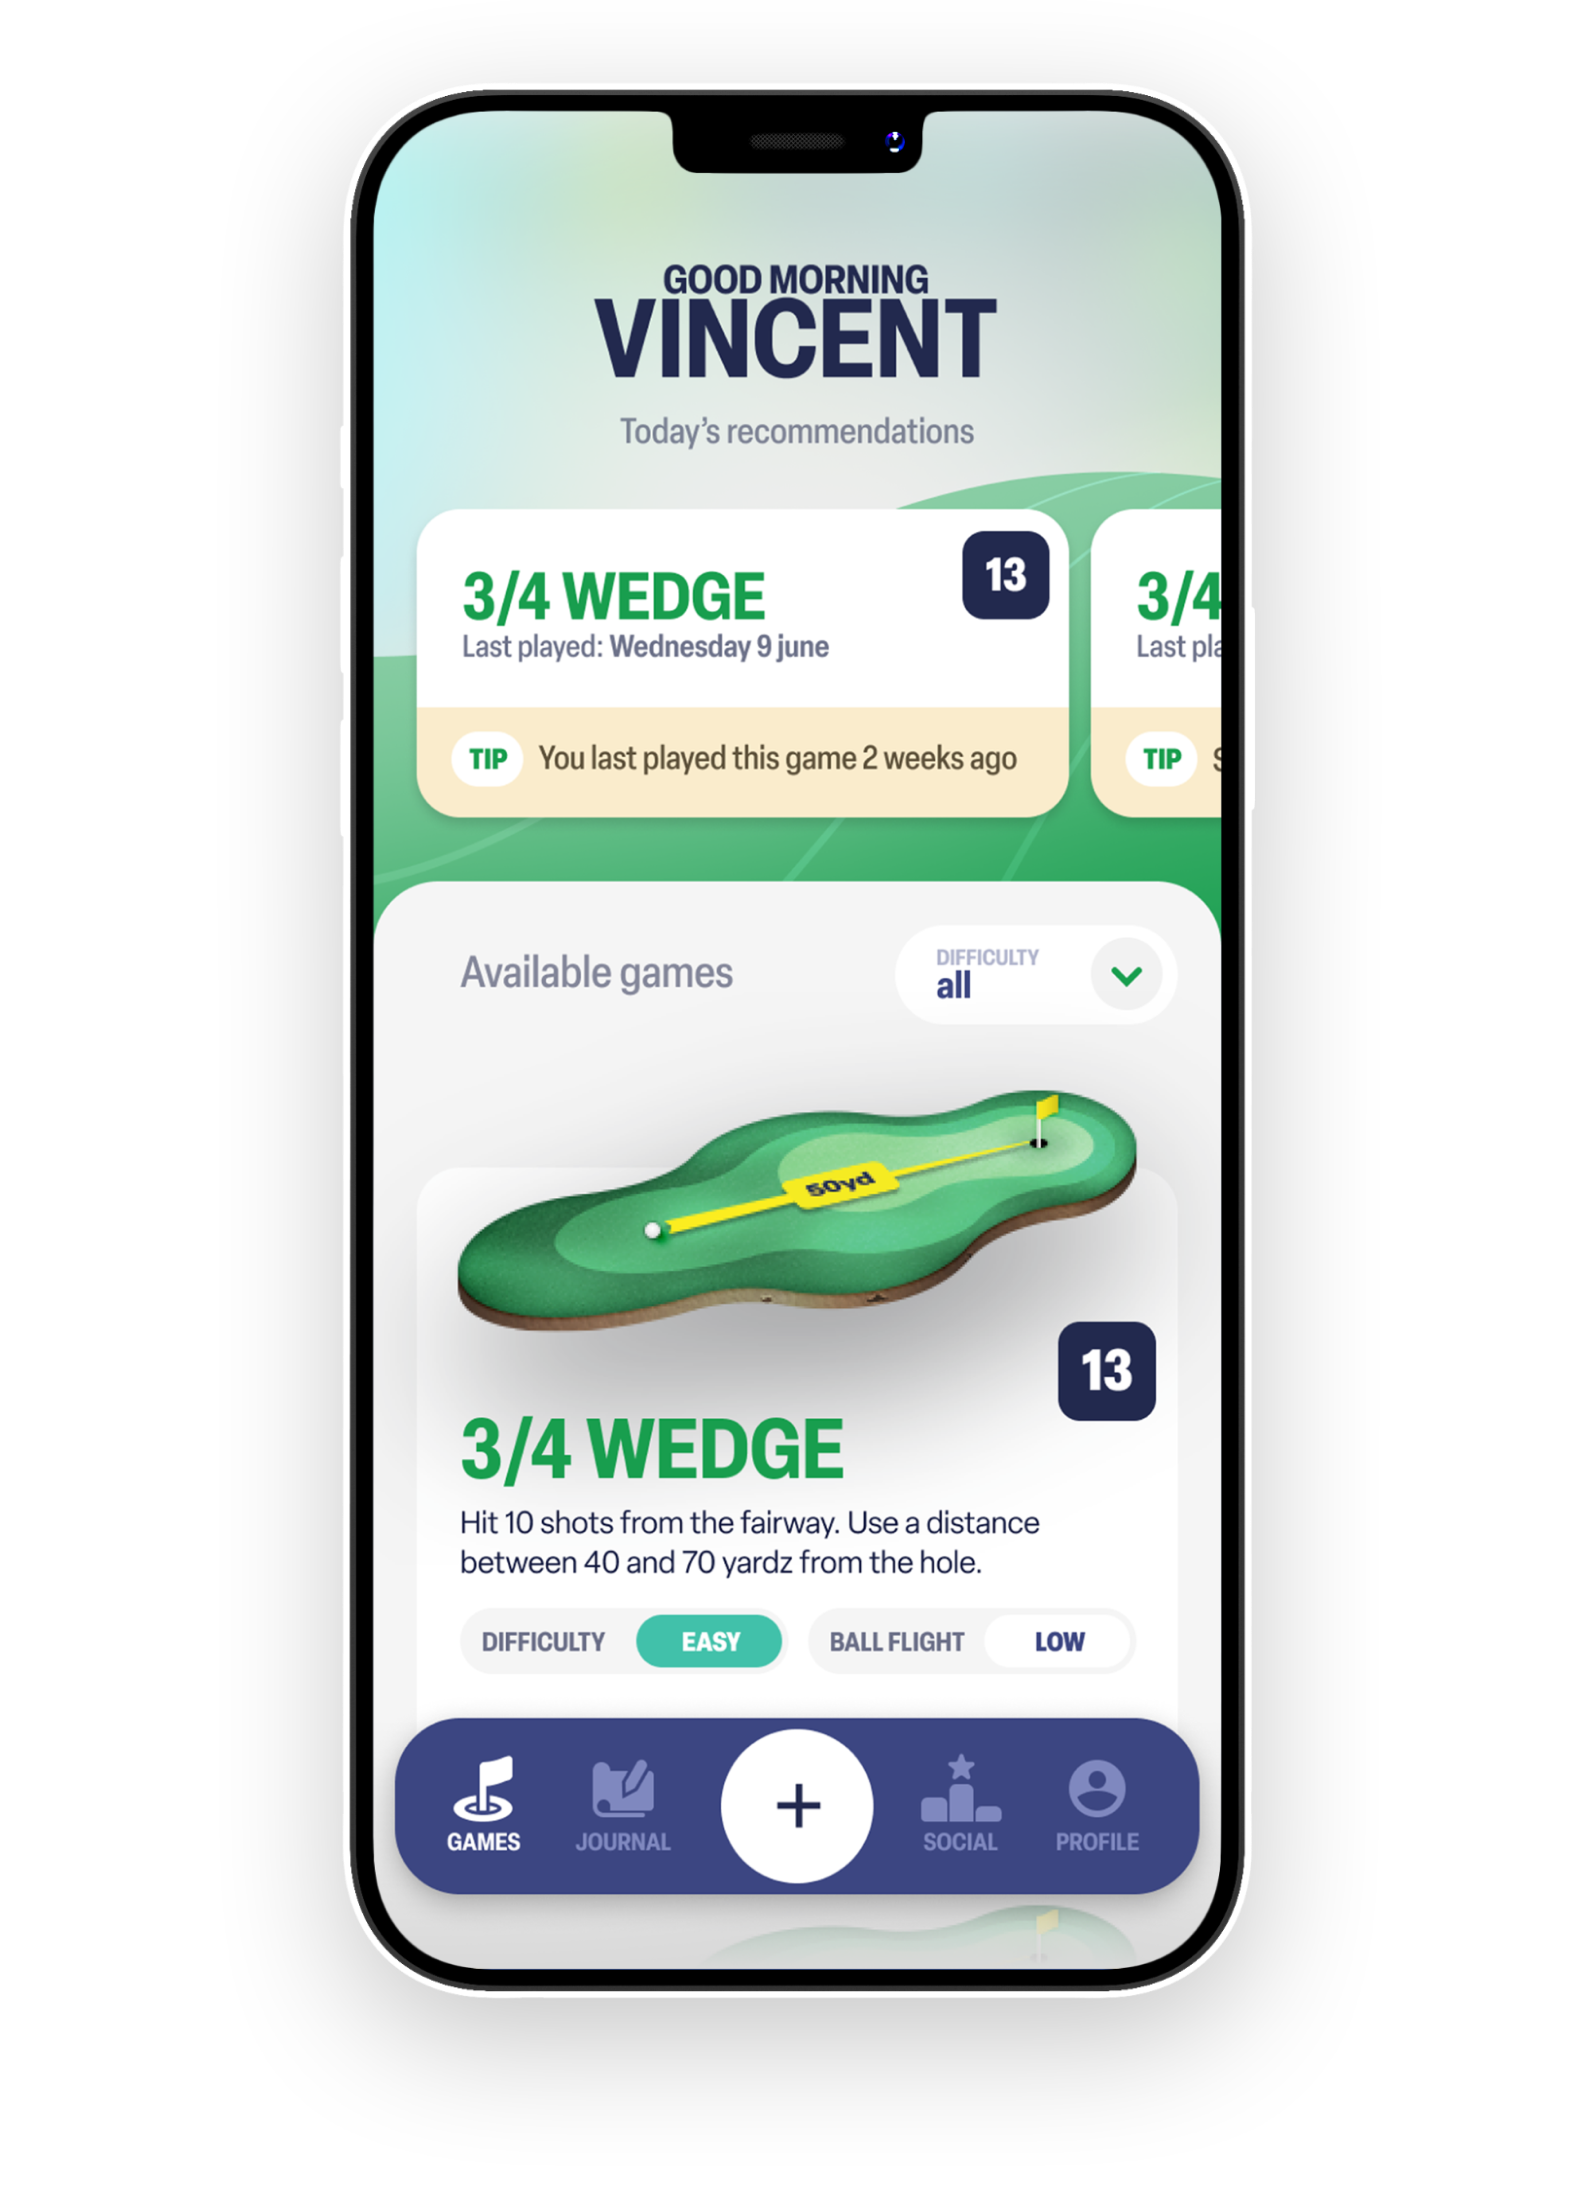 GOOD MORNING
VINCENT
Today's recommendations
3/4 WEDGE
13
Last played: Wednesday 9 june
TIP You last played this game 2 weeks ago
3/4
Last pla
TIP
Available games
DIFFICULTY
all
50yd
13
3/4 WEDGE
Hit 10 shots from the fairway. Use a distance
between 40 and 70 yardz from the hole.
DIFFICULTY EASY BALL FLIGHT LOW
+
GAMES JOURNAL SOCIAL PROFILE